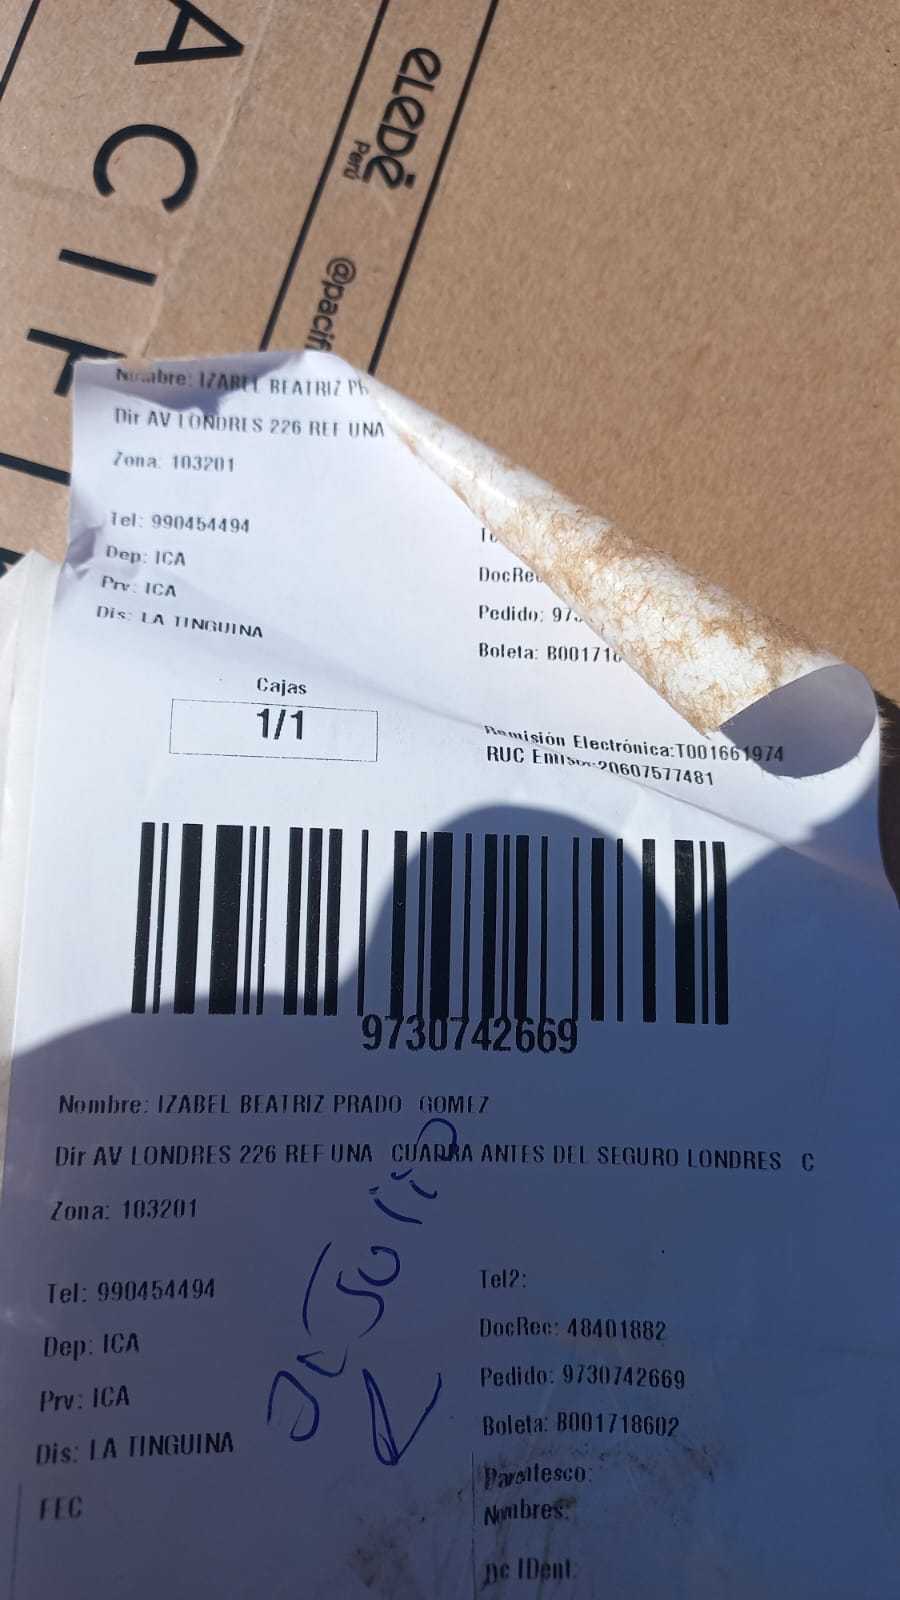 eLeDē
Perú
@pacif
Nombre: IZABEL BEATRIZ
Dir AV LONDRES 226 REF UNA
Zona: 103201
Tel: 990454494
Dep: ICA
Prv: ICA
Dis: LA TINGUINA
DocRec
Pedido: 97
Boleta: B00171
Cajas
1/1
Remisión Electrónica:T001661974
RUC Emisor:20607577481
9730742669
Nombre: IZABEL BEATRIZ PRADO GOMEZ
Dir AV LONDRES 226 REF UNA CUADRA ANTES DEL SEGURO LONDRES C
Zona: 103201
Tel: 990454494
Dep: ICA
Prv: ICA
Dis: LA TINGUINA
FEC
Tel2:
DocRec: 48401882
Pedido: 9730742669
Boleta: B001718602
Parentesco:
Nombres: